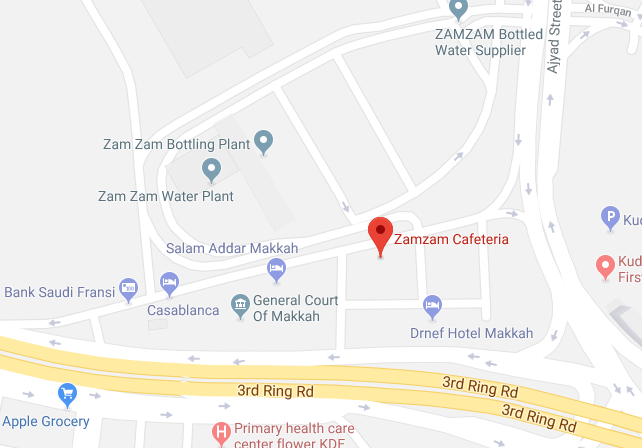 Al Furqan
ZAMZAM Bottled
Water Supplier
Ajyad Street
Zam Zam Bottling Plant
Zam Zam Water Plant
P
Kud
Zamzam Cafeteria
Salam Addar Makkah
Kud
First
Bank Saudi Fransi
Casablanca
General Court
Of Makkah
Drnef Hotel Makkah
3rd Ring Rd
3rd Ring Rd
3rd Ring Rd
Apple Grocery
H
Primary health care
center flower KDF